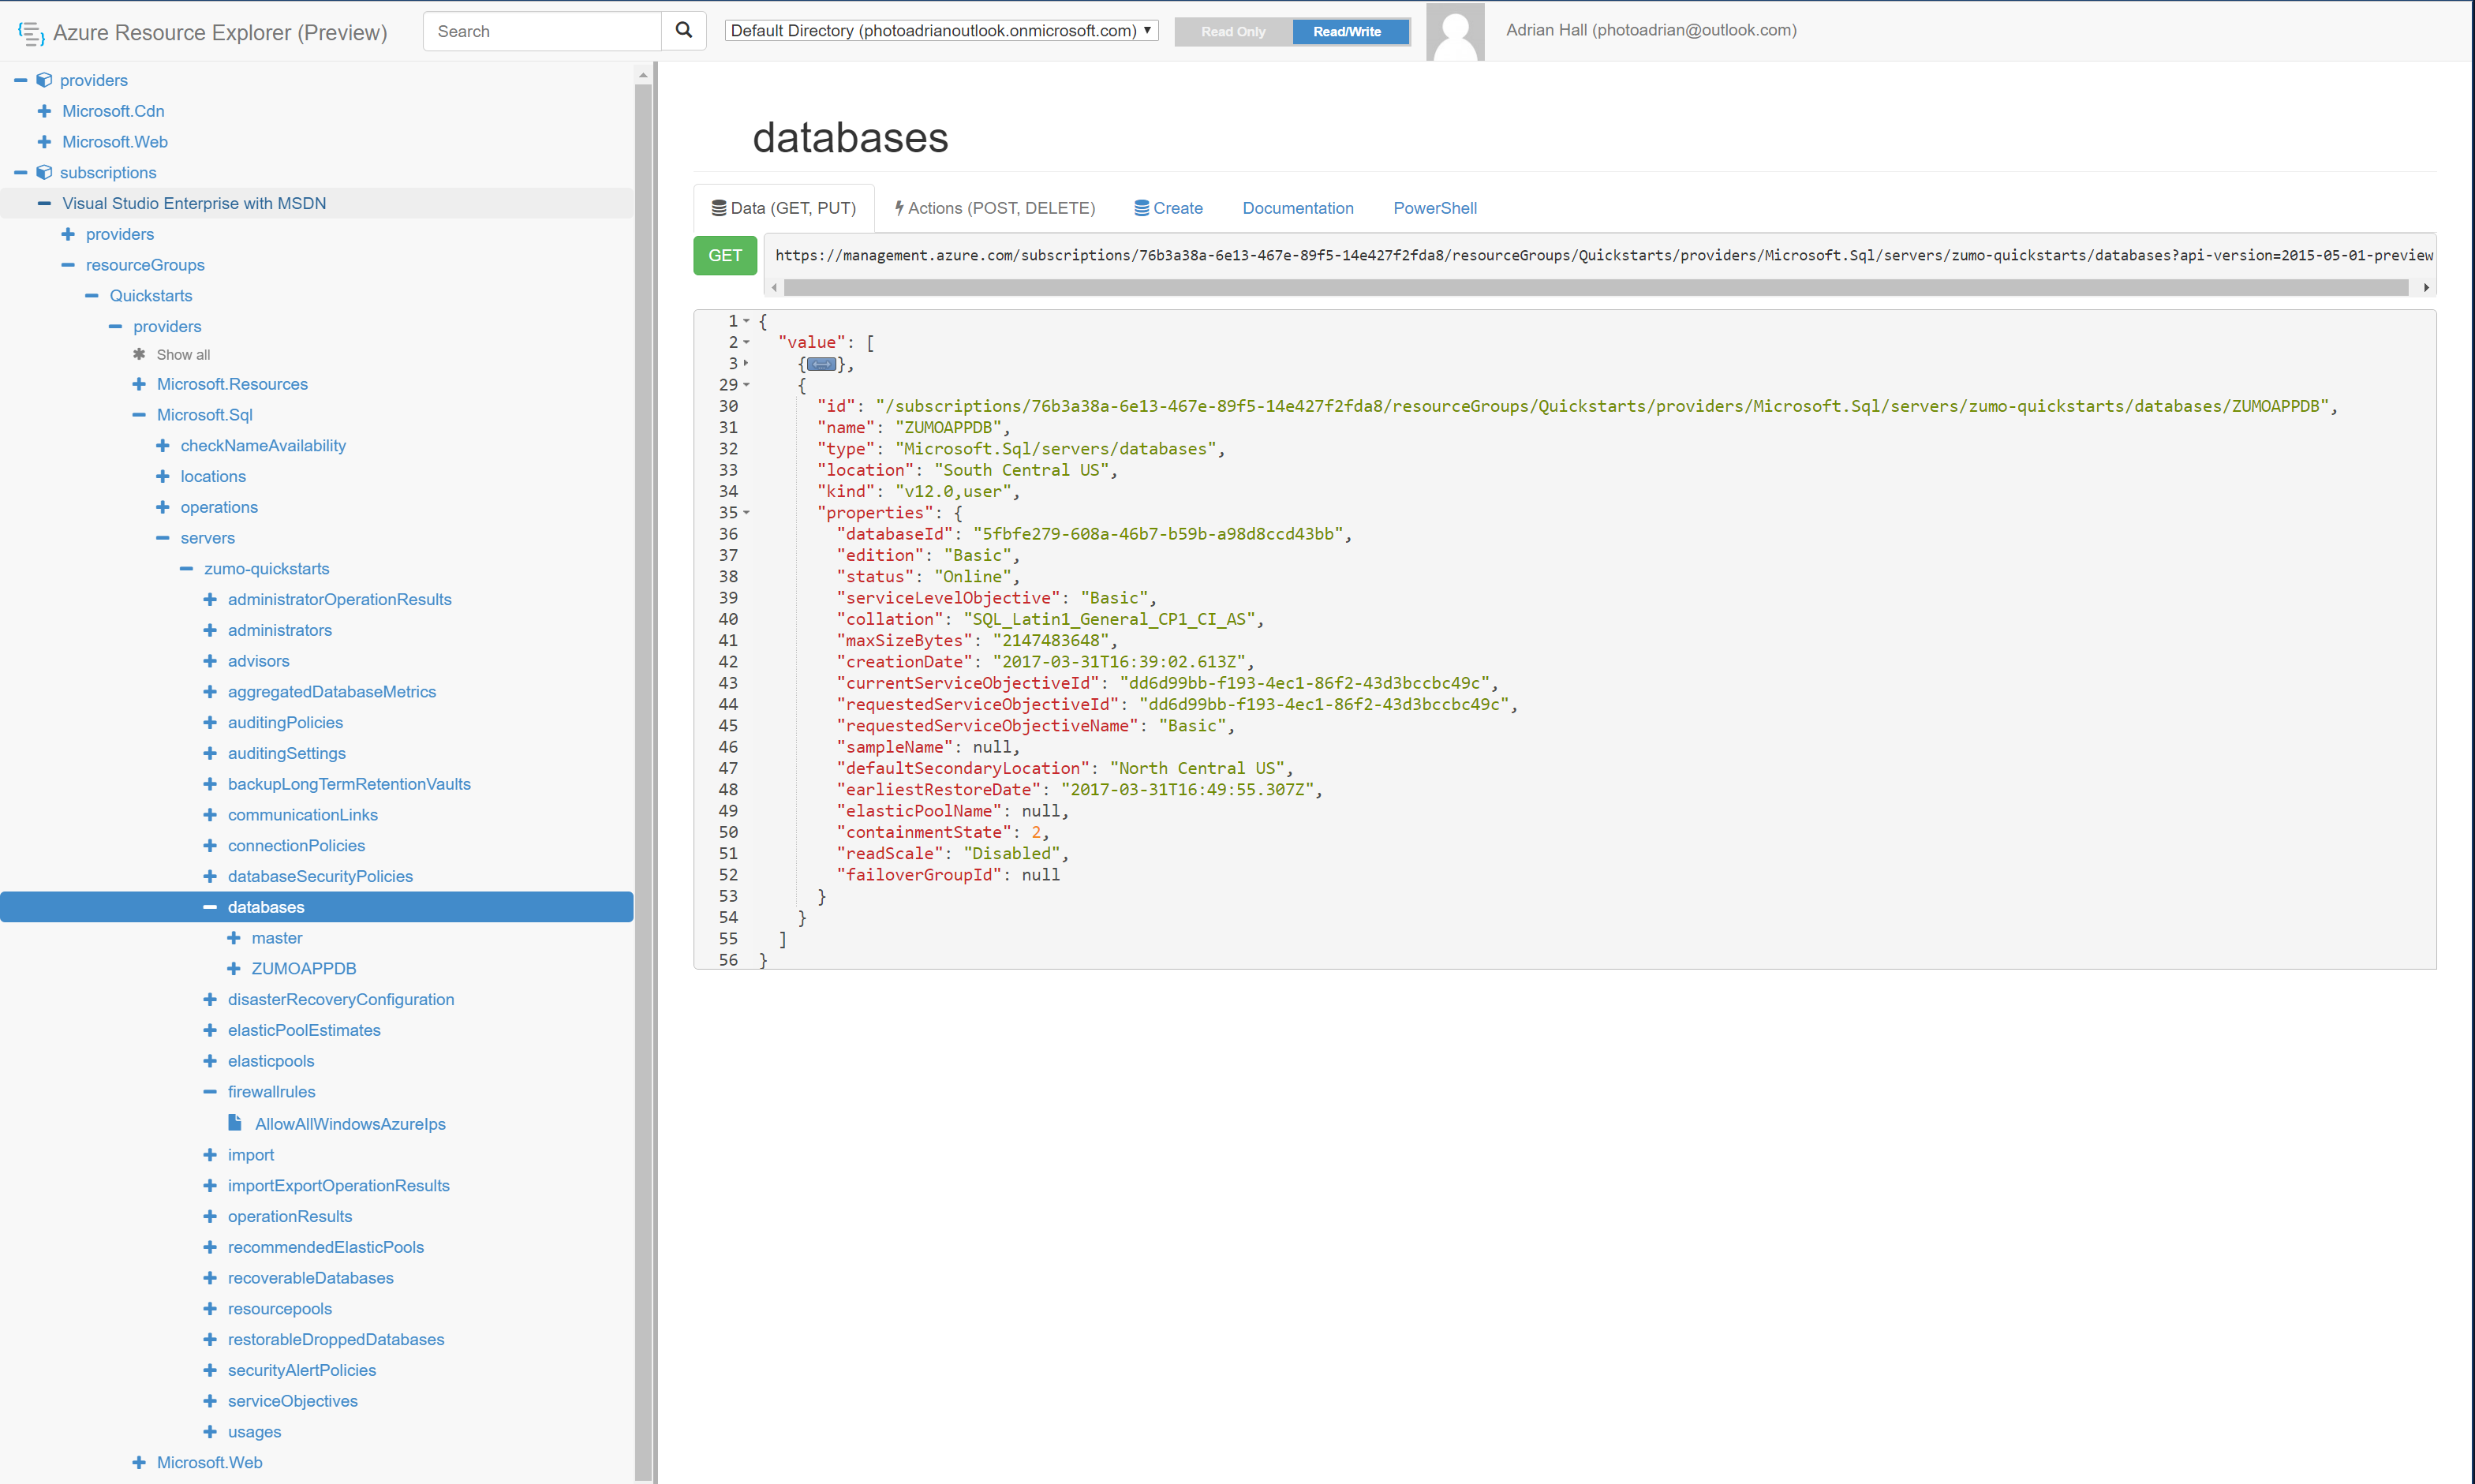 Azure Resource Explorer (Preview)
Search
Default Directory (photoadrianoutlook.onmicrosoft.com)
Read Only
Read/Write
Adrian Hall (photoadrian@outlook.com)
providers
Microsoft.Cdn
Microsoft.Web
subscriptions
Visual Studio Enterprise with MSDN
providers
resourceGroups
Quickstarts
providers
Show all
Microsoft.Resources
Microsoft.Sql
checkNameAvailability
locations
operations
servers
zumo-quickstarts
administratorOperationResults
administrators
advisors
aggregatedDatabaseMetrics
auditingPolicies
auditingSettings
backupLongTermRetentionVaults
communicationLinks
connectionPolicies
databaseSecurityPolicies
databases
master
ZUMOAPPDB
disasterRecoveryConfiguration
elasticPoolEstimates
elasticpools
firewallrules
AllowAllWindowsAzureIps
import
importExportOperationResults
operationResults
recommendedElasticPools
recoverableDatabases
resourcepools
restorableDroppedDatabases
securityAlertPolicies
serviceObjectives
usages
Microsoft.Web
databases
Data (GET, PUT)
Actions (POST, DELETE)
Create
Documentation
PowerShell
GET
https://management.azure.com/subscriptions/76b3a38a-6e13-467e-89f5-14e427f2fda8/resourceGroups/Quickstarts/providers/Microsoft.Sql/servers/zumo-quickstarts/databases?api-version=2015-05-01-preview
1 {
2 "value": [
3 {},
29 {
30 "id": "/subscriptions/76b3a38a-6e13-467e-89f5-14e427f2fda8/resourceGroups/Quickstarts/providers/Microsoft.Sql/servers/zumo-quickstarts/databases/ZUMOAPPDB",
31 "name": "ZUMOAPPDB",
32 "type": "Microsoft.Sql/servers/databases",
33 "location": "South Central US",
34 "kind": "v12.0,user",
35 "properties": {
36 "databaseId": "5fbfe279-608a-46b7-b59b-a98d8ccd43bb",
37 "edition": "Basic",
38 "status": "Online",
39 "serviceLevelObjective": "Basic",
40 "collation": "SQL_Latin1_General_CP1_CI_AS",
41 "maxSizeBytes": "2147483648",
42 "creationDate": "2017-03-31T16:39:02.613Z",
43 "currentServiceObjectiveId": "dd6d99bb-f193-4ec1-86f2-43d3bccbc49c",
44 "requestedServiceObjectiveId": "dd6d99bb-f193-4ec1-86f2-43d3bccbc49c",
45 "requestedServiceObjectiveName": "Basic",
46 "sampleName": null,
47 "defaultSecondaryLocation": "North Central US",
48 "earliestRestoreDate": "2017-03-31T16:49:55.307Z",
49 "elasticPoolName": null,
50 "containmentState": 2,
51 "readScale": "Disabled",
52 "failoverGroupId": null
53 }
54 }
55 ]
56 }